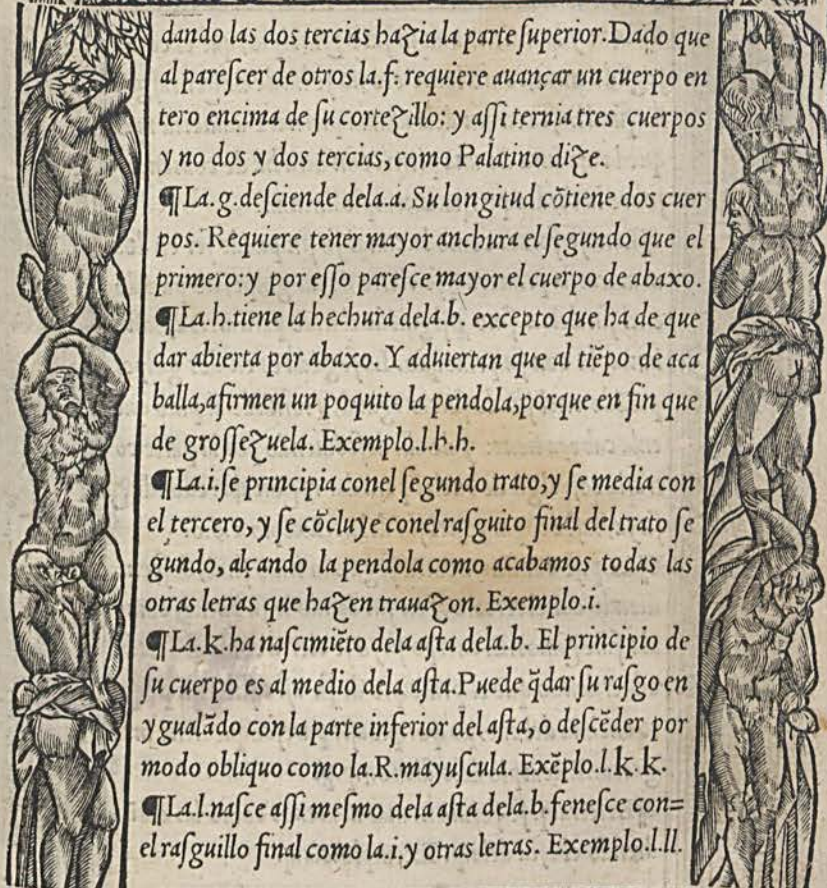 dando las dos tercias hazia la parte ſuperior. Dado que
al pareſcer de otros la.f. requiere auançar un cuerpo en
tero encima de ſu cortezillo: y aſſi ternia tres cuerpos
y no dos y dos tercias, como Palatino dize.
¶La.g.deſciende dela.a. Su longitud cõtiene dos cuer
pos. Requiere tener mayor anchura el ſegundo que el
primero: y por eſſo pareſce mayor el cuerpo de abaxo.
¶La.h.tiene la hechura dela.b. excepto que ha de que
dar abierta por abaxo. Y aduiertan que al tiẽpo de aca
balla, afirmen un poquito la pendola, porque en fin que
de groſſezuela. Exemplo.l.h.h.
¶La.i.ſe principia conel ſegundo trato, y ſe media con
el tercero, y ſe cõcluye conel raſguito final del trato ſe
gundo, alçando la pendola como acabamos todas las
otras letras que hazen trauazon. Exemplo.i.
¶La.k.ha naſcimiẽto dela aſta dela.b. El principio de
ſu cuerpo es al medio dela aſta. Puede q̃dar ſu raſgo en
ygualãdo con la parte inferior del aſta, o deſcẽder por
modo obliquo como la.R.mayuſcula. Exẽplo.l.k.k.
¶La.l.naſce aſſi meſmo dela aſta dela.b.feneſce con=
el raſguillo final como la.i.y otras letras. Exemplo.l.ll.